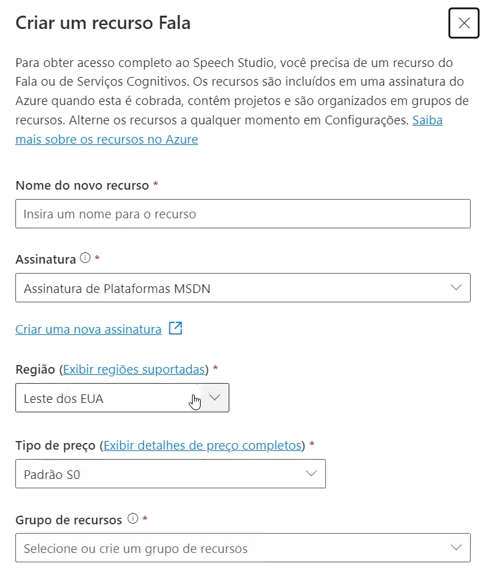 Criar um recurso Fala
Para obter acesso completo ao Speech Studio, você precisa de um recurso do
Fala ou de Serviços Cognitivos. Os recursos são incluídos em uma assinatura do
Azure quando esta é cobrada, contêm projetos e são organizados em grupos de
recursos. Alterne os recursos a qualquer momento em Configurações. Saiba
mais sobre os recursos no Azure
Nome do novo recurso *
Insira um nome para o recurso
Assinatura *
Assinatura de Plataformas MSDN
Criar uma nova assinatura
Região (Exibir regiões suportadas) *
Leste dos EUA
Tipo de preço (Exibir detalhes de preço completos) *
Padrão S0
Grupo de recursos *
Selecione ou crie um grupo de recursos